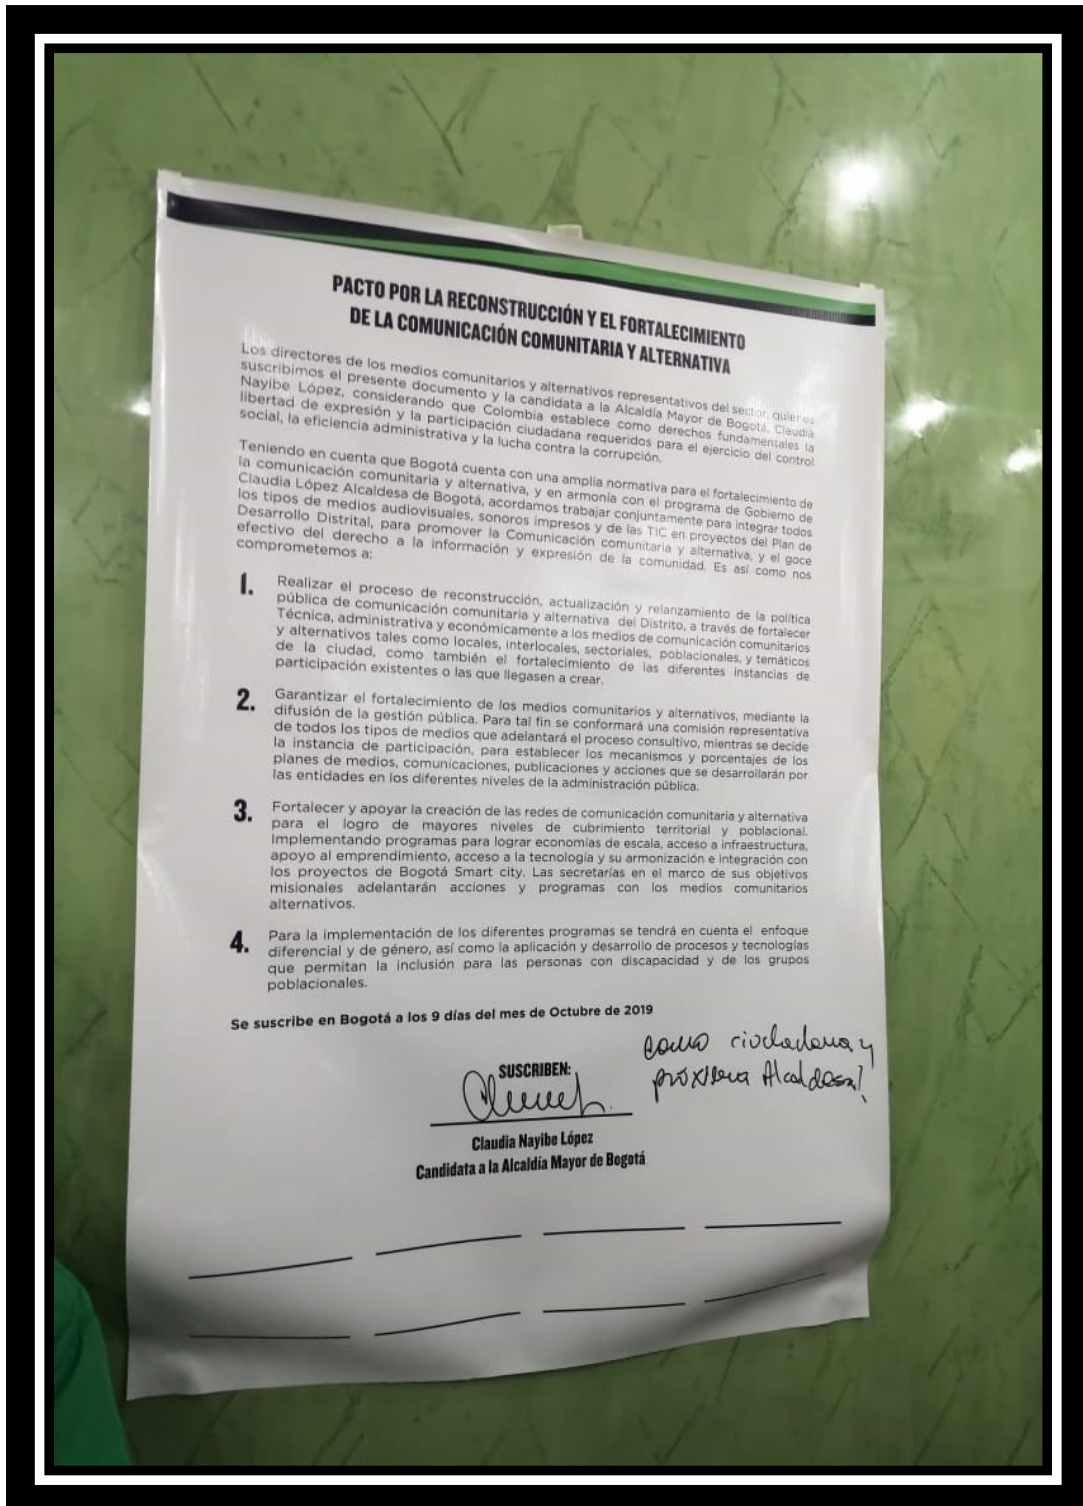 PACTO POR LA RECONSTRUCCIÓN Y EL FORTALECIMIENTO
DE LA COMUNICACIÓN COMUNITARIA Y ALTERNATIVA
Los directores de los medios comunitarios y alternativos representativos del sector, quienes
suscribimos el presente documento y la candidata a la Alcaldía Mayor de Bogotá, Claudia
Nayibe López, considerando que Colombia establece como derechos fundamentales la
libertad de expresión y la participación ciudadana requeridos para el ejercicio del control
social, la eficiencia administrativa y la lucha contra la corrupción.
Teniendo en cuenta que Bogotá cuenta con una amplia normativa para el fortalecimiento de
la comunicación comunitaria y alternativa, y en armonía con el programa de Gobierno de
Claudia López Alcaldesa de Bogotá, acordamos trabajar conjuntamente para integrar todos
los tipos de medios audiovisuales, sonoros impresos y de las TIC en proyectos del Plan de
Desarrollo Distrital, para promover la Comunicación comunitaria y alternativa, y el goce
efectivo del derecho a la información y expresión de la comunidad. Es así como nos
comprometemos a:
1. Realizar el proceso de reconstrucción, actualización y relanzamiento de la política
pública de comunicación comunitaria y alternativa del Distrito, a través de fortalecer
Técnica, administrativa y económicamente a los medios de comunicación comunitarios
y alternativos tales como locales, interlocales, sectoriales, poblacionales, y temáticos
de la ciudad, como también el fortalecimiento de las diferentes instancias de
participación existentes o las que llegasen a crear.
2. Garantizar el fortalecimiento de los medios comunitarios y alternativos, mediante la
difusión de la gestión pública. Para tal fin se conformará una comisión representativa
de todos los tipos de medios que adelantará el proceso consultivo, mientras se decide
la instancia de participación, para establecer los mecanismos y porcentajes de los
planes de medios, comunicaciones, publicaciones y acciones que se desarrollarán por
las entidades en los diferentes niveles de la administración pública.
3. Fortalecer y apoyar la creación de las redes de comunicación comunitaria y alternativa
para el logro de mayores niveles de cubrimiento territorial y poblacional.
Implementando programas para lograr economías de escala, acceso a infraestructura,
apoyo al emprendimiento, acceso a la tecnología y su armonización e integración con
los proyectos de Bogotá Smart city. Las secretarías en el marco de sus objetivos
misionales adelantarán acciones y programas con los medios comunitarios
alternativos.
4. Para la implementación de los diferentes programas se tendrá en cuenta el enfoque
diferencial y de género, así como la aplicación y desarrollo de procesos y tecnologías
que permitan la inclusión para las personas con discapacidad y de los grupos
poblacionales.
Se suscribe en Bogotá a los 9 días del mes de Octubre de 2019
como ciudadana y
próxima Alcaldesa!
SUSCRIBEN:
Claudia Nayibe López
Candidata a la Alcaldía Mayor de Bogotá